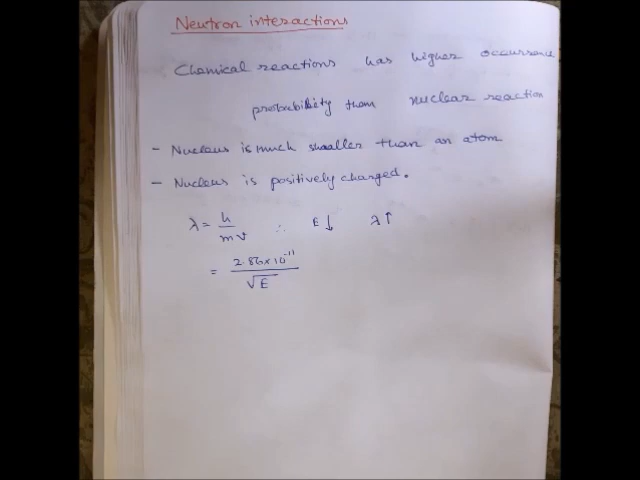 Neutron interactions
Chemical reactions has higher occurrence
probability than nuclear reaction
- Nucleus is much smaller than an atom
- Nucleus is positively charged.
λ = h/mv ∴ E↓ λ↑
= 2.86×10⁻¹¹/√E